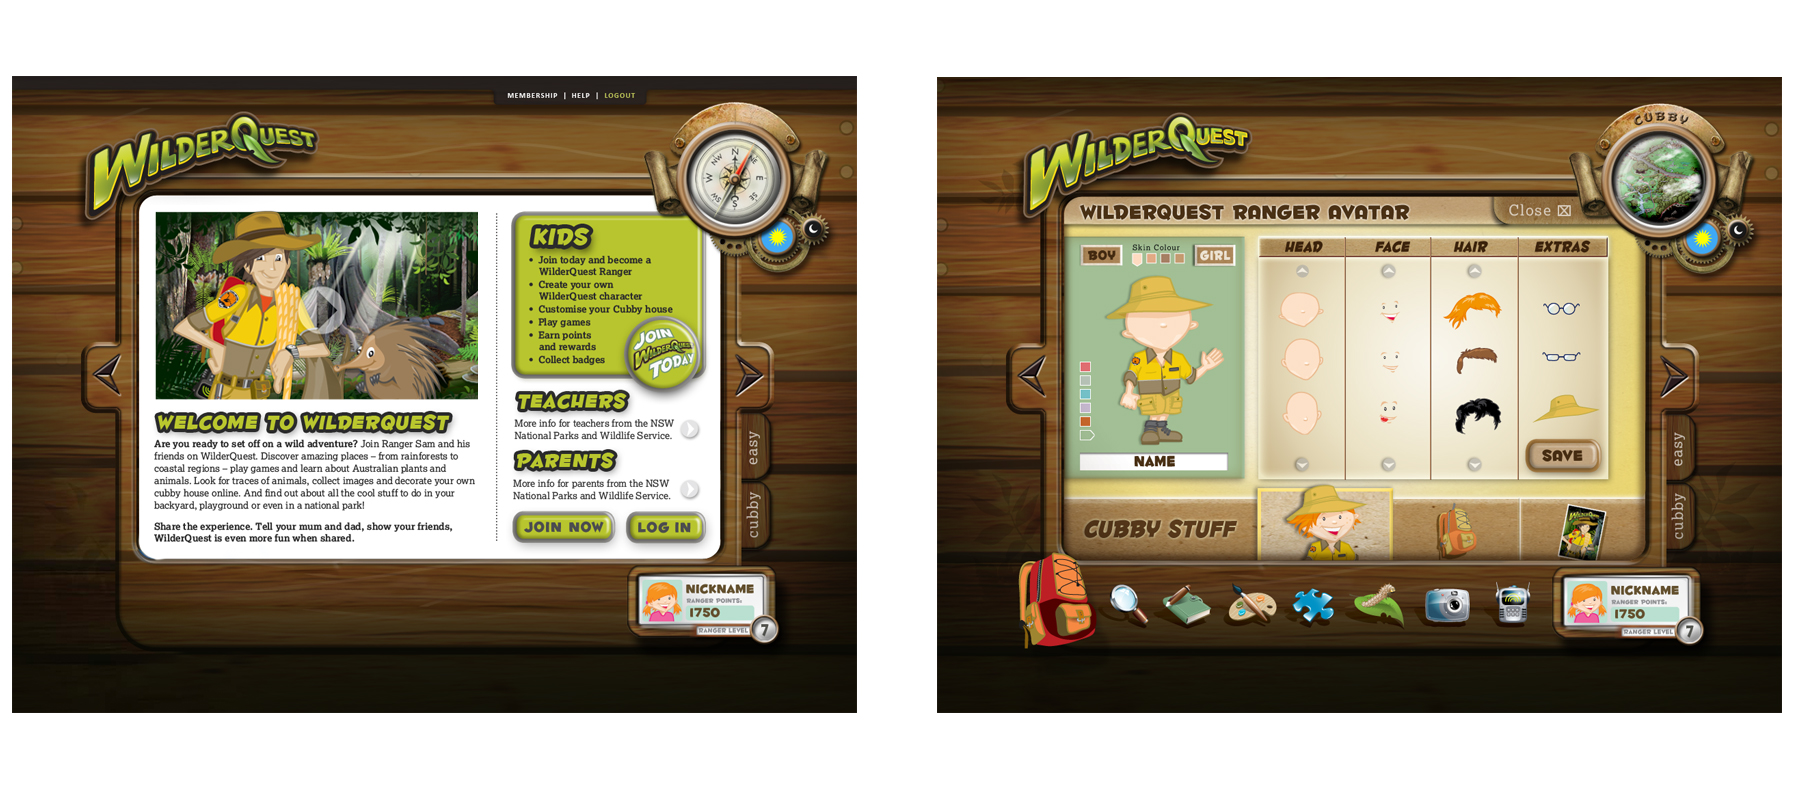 MEMBERSHIP | HELP | LOGOUT
WILDERQUEST
N
NE
E
SE
S
SW
W
NW
KIDS
• Join today and become a
WilderQuest Ranger
• Create your own
WilderQuest character
• Customise your Cubby house
• Play games
• Earn points
and rewards
• Collect badges
JOIN
WILDERQUEST
TODAY
WELCOME TO WILDERQUEST
Are you ready to set off on a wild adventure? Join Ranger Sam and his
friends on WilderQuest. Discover amazing places – from rainforests to
coastal regions – play games and learn about Australian plants and
animals. Look for traces of animals, collect images and decorate your own
cubby house online. And find out about all the cool stuff to do in your
backyard, playground or even in a national park!
Share the experience. Tell your mum and dad, show your friends,
WilderQuest is even more fun when shared.
TEACHERS
More info for teachers from the NSW
National Parks and Wildlife Service.
PARENTS
More info for parents from the NSW
National Parks and Wildlife Service.
JOIN NOW
LOG IN
easy
cubby
NICKNAME
RANGER POINTS:
1750
RANGER LEVEL
7
WILDERQUEST
CUBBY
WILDERQUEST RANGER AVATAR
Close
BOY
Skin Colour
GIRL
HEAD
FACE
HAIR
EXTRAS
NAME
SAVE
CUBBY STUFF
WILDERQUEST
easy
cubby
NICKNAME
RANGER POINTS:
1750
RANGER LEVEL
7